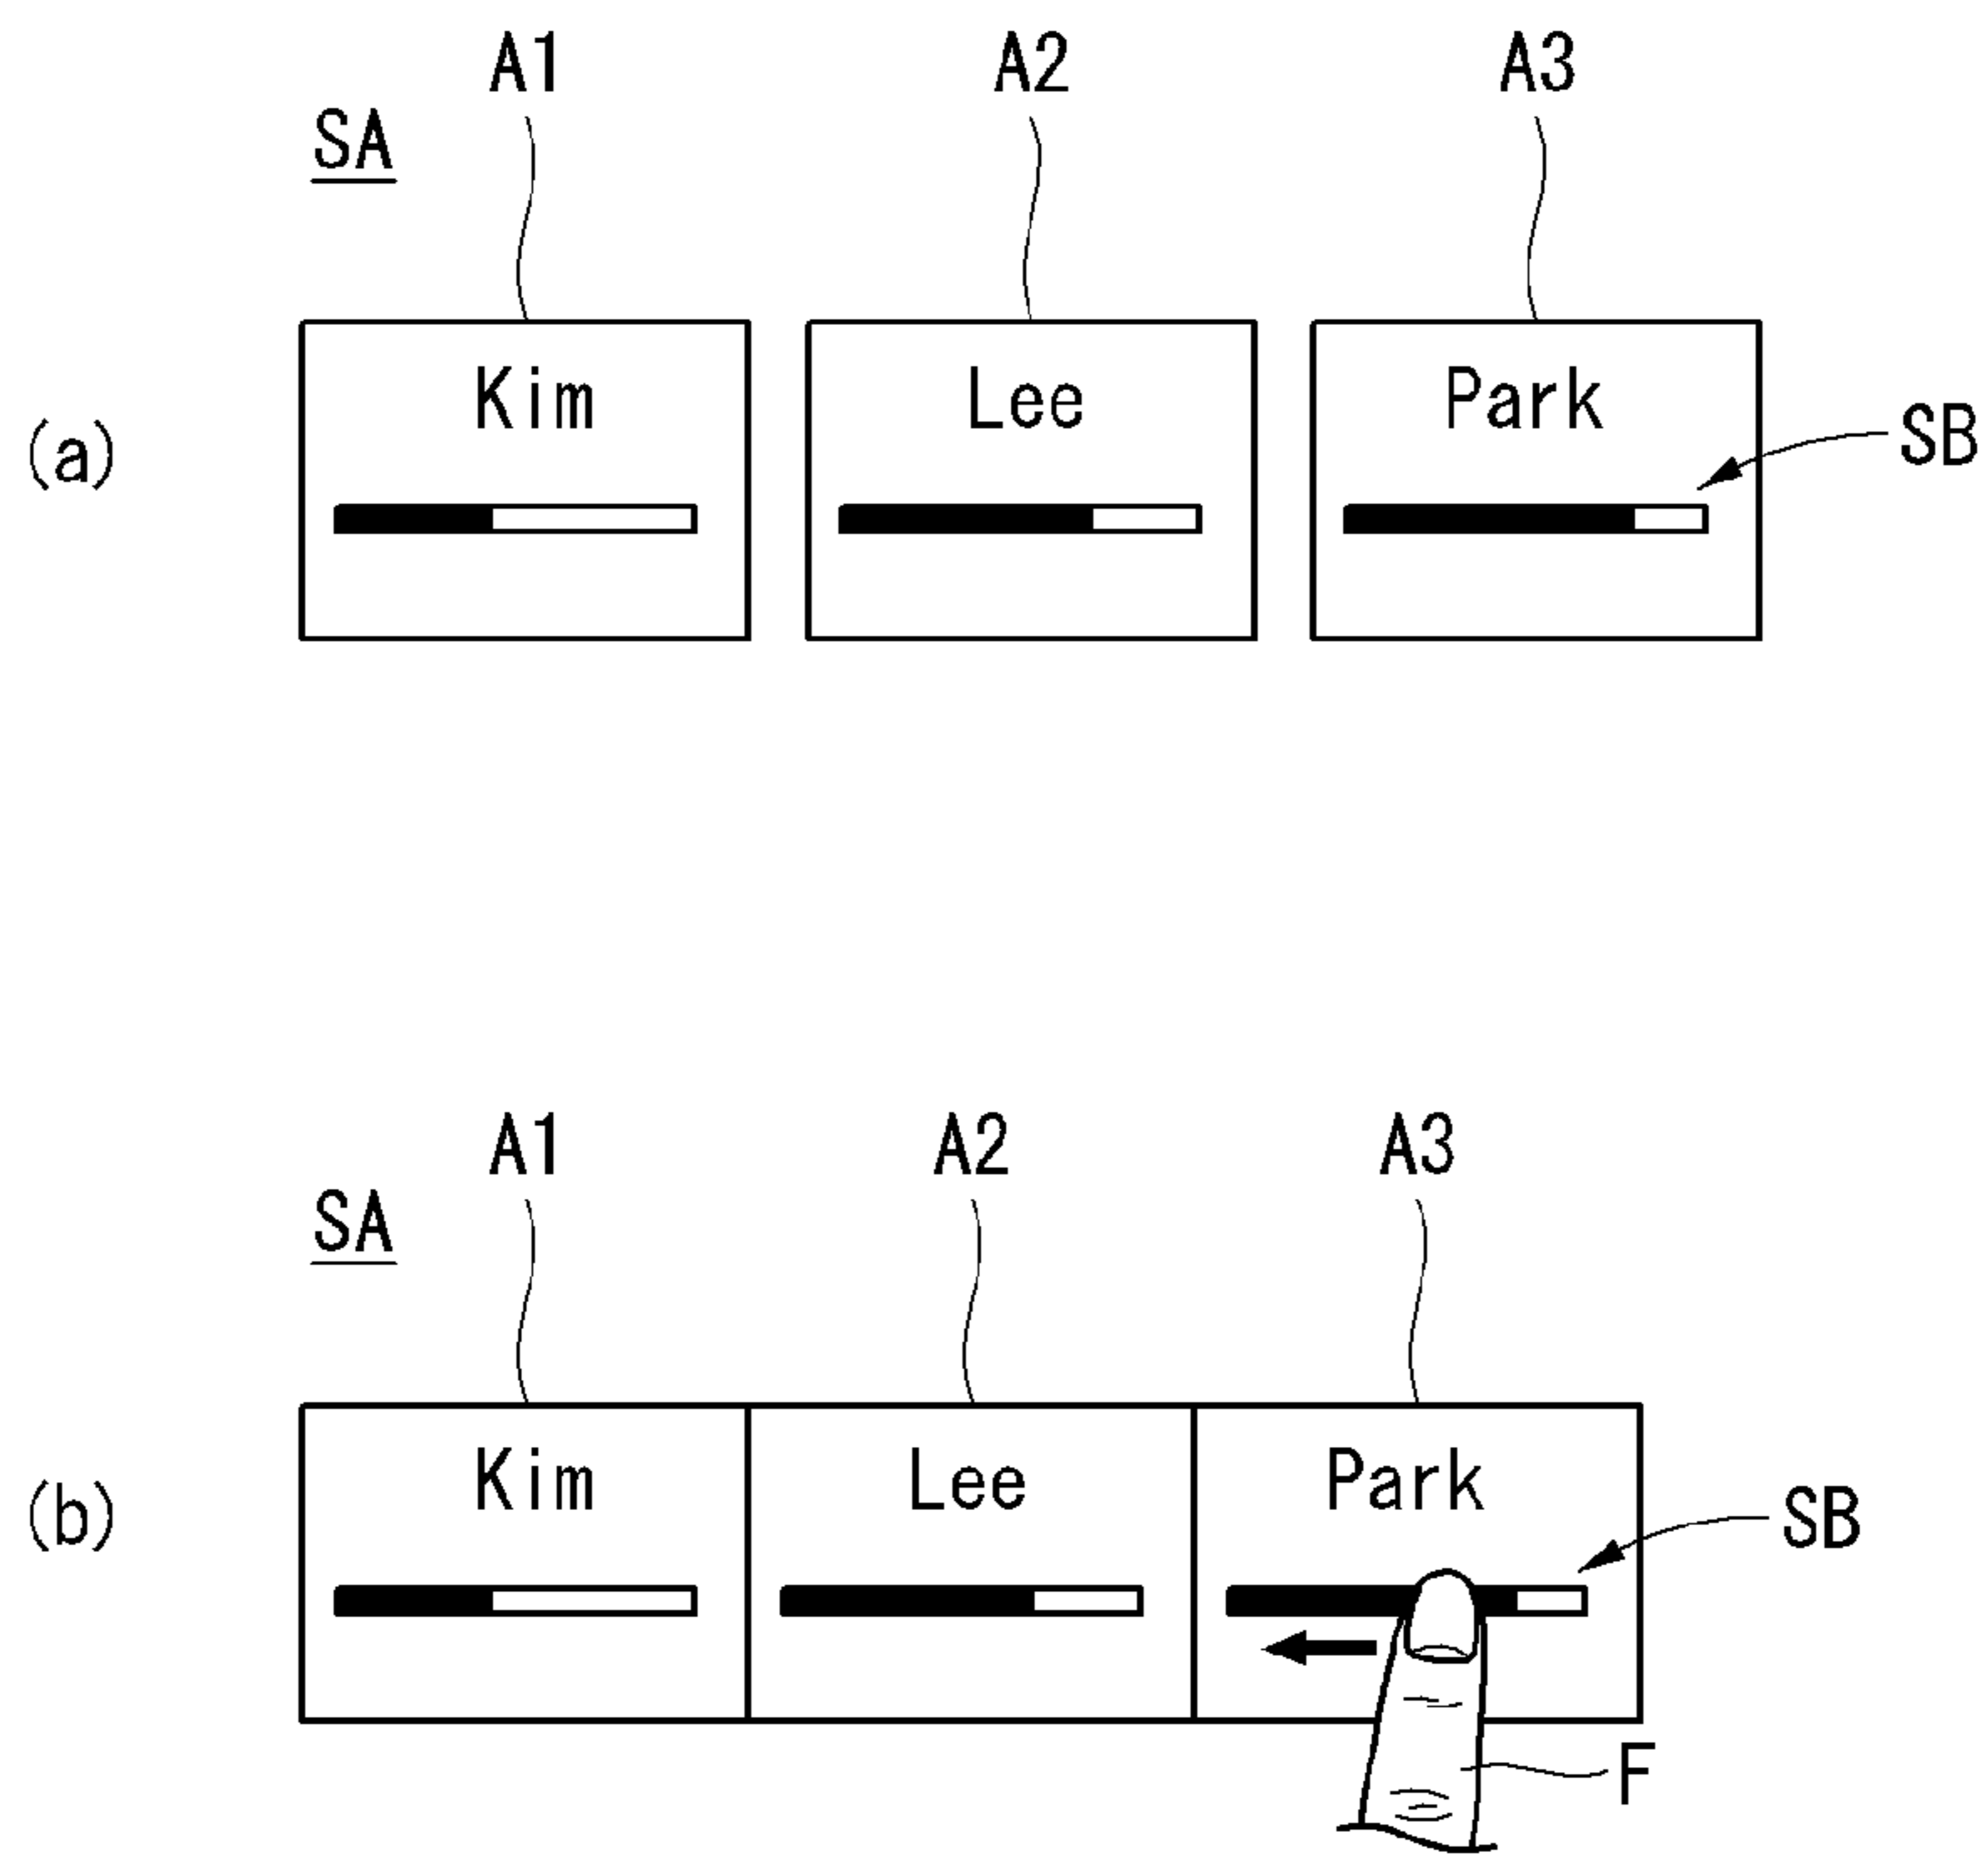 A1 A2 A3
SA
Kim Lee Park
(a) SB
A1 A2 A3
SA
Kim Lee Park
(b) SB
F